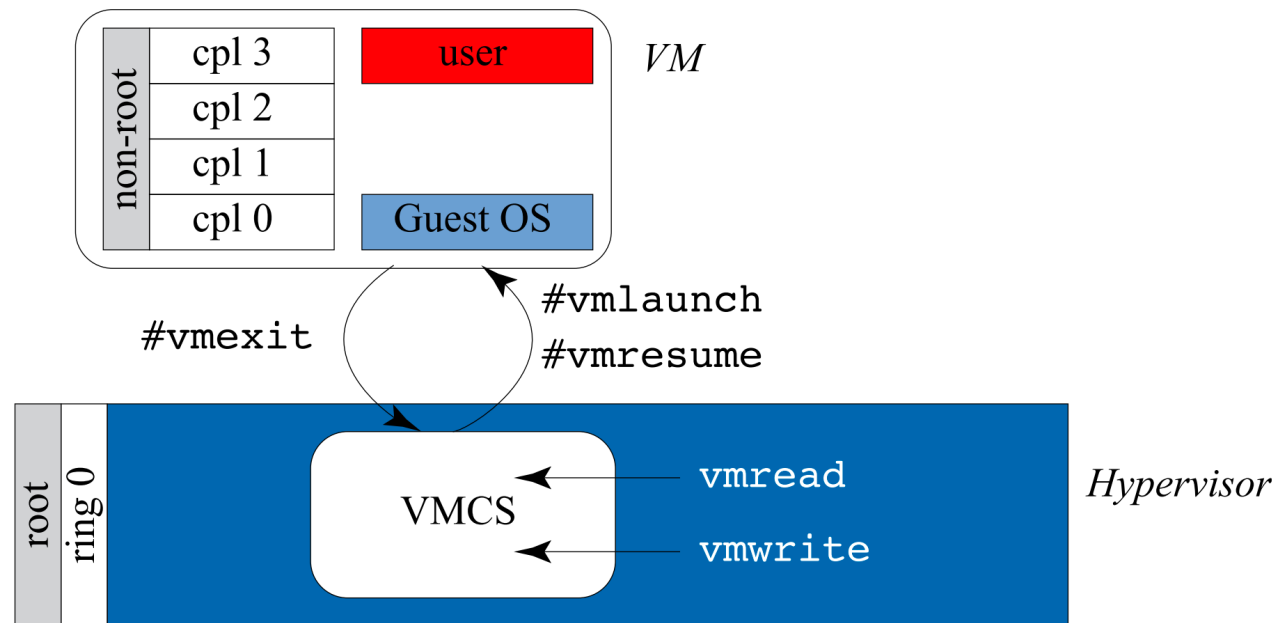 non-root
cpl 3
cpl 2
cpl 1
cpl 0
user
Guest OS
VM
#vmexit
#vmlaunch
#vmresume
root
ring 0
VMCS
vmread
vmwrite
Hypervisor